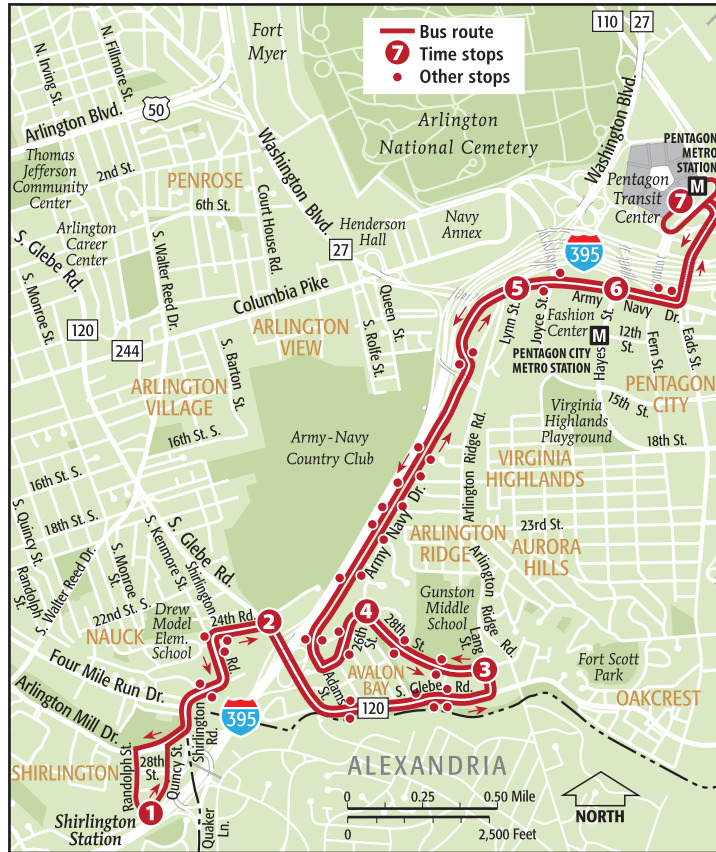 Bus route
7 Time stops
Other stops
110
27
Fort
Myer
N. Irving St.
N. Fillmore St.
Arlington Blvd.
50
Washington Blvd.
Arlington
National Cemetery
Washington Blvd.
PENTAGON
METRO
STATION
M
Pentagon
Transit
Center
7
Thomas
Jefferson
Community
Center
2nd St.
PENROSE
6th St.
Court House Rd.
Arlington
Career
Center
S. Glebe Rd.
S. Walter Reed Dr.
S. Monroe St.
Henderson
Hall
27
Navy
Annex
395
Columbia Pike
Queen St.
S. Rolfe St.
120
244
ARLINGTON
VIEW
S. Barton St.
ARLINGTON
VILLAGE
16th St. S.
5
Lynn St.
Joyce St.
6
Army
Navy
Dr.
Fashion
Center
M
PENTAGON CITY
METRO STATION
Hayes
St.
12th
St.
Fern St.
Eads St.
PENTAGON
CITY
15th St.
18th St.
Virginia
Highlands
Playground
Army-Navy
Country Club
Arlington Ridge Rd.
VIRGINIA
HIGHLANDS
16th St. S.
18th St. S.
S. Quincy St.
Randolph
St.
S. Walter Reed Dr.
S. Monroe
St.
S. Kenmore St.
Shirlington
Rd.
S. Glebe Rd.
22nd St. S.
Army Navy Dr.
ARLINGTON
RIDGE
23rd St.
AURORA
HILLS
Arlington Ridge Rd.
Gunston
Middle
School
Lang
St.
NAUCK
Drew
Model
Elem.
School
24th Rd.
2
4
26th
St.
28th St.
3
AVALON
BAY
Adams
St.
S. Glebe Rd.
120
Fort Scott
Park
OAKCREST
Four Mile Run Dr.
Arlington Mill Dr.
395
Shirlington
Rd.
SHIRLINGTON
Randolph St.
28th
St.
Quincy St.
1
Shirlington
Station
Quaker
Ln.
ALEXANDRIA
0 0.25 0.50 Mile
0 2,500 Feet
NORTH